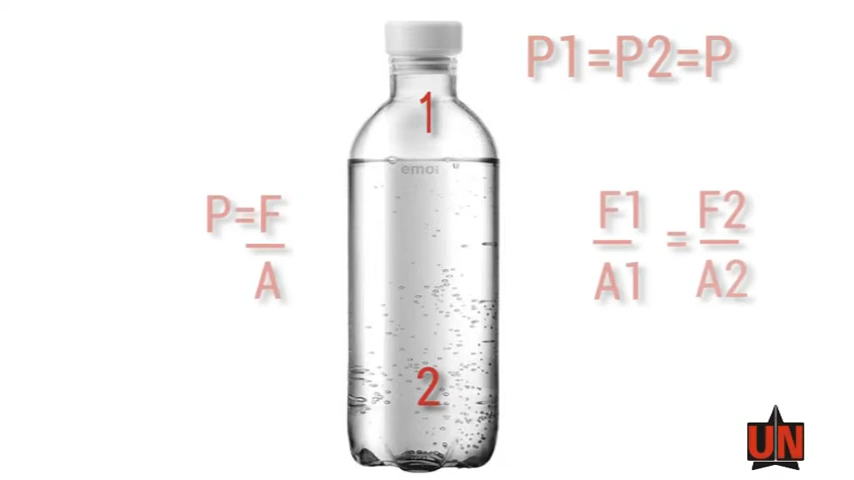 P1=P2=P
1
emoi
P=F
A
F1 = F2
A1 A2
2
UN